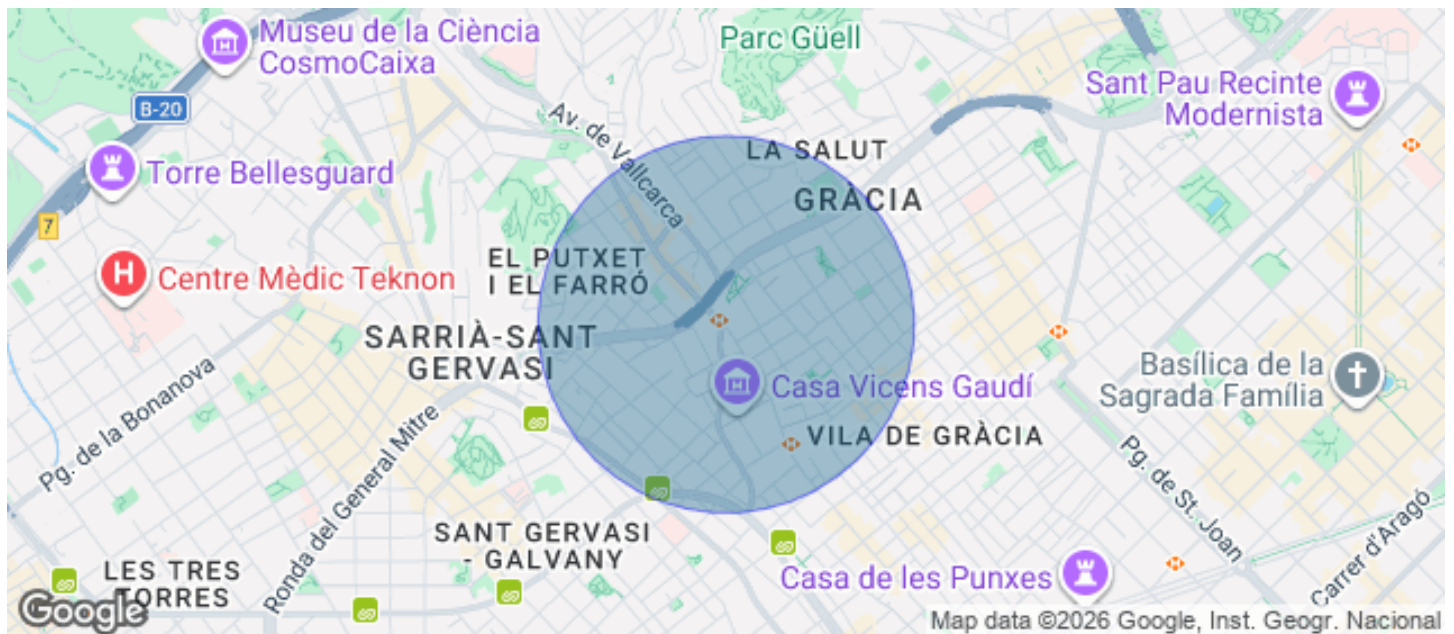 Museu de la Ciència
CosmoCaixa
Parc Güell
Sant Pau Recinte
Modernista
B-20
Av. de Vallcarca
LA SALUT
Torre Bellesguard
GRÀCIA
7
EL PUTXET
I EL FARRÓ
H
Centre Mèdic Teknon
SARRIÀ-SANT
GERVASI
Basílica de la
Sagrada Família
Casa Vicens Gaudí
Pg. de la Bonanova
VILA DE GRÀCIA
Ronda del General Mitre
Pg. de St. Joan
SANT GERVASI
- GALVANY
Carrer d'Aragó
LES TRES
TORRES
Casa de les Punxes
Google
Map data ©2026 Google, Inst. Geogr. Nacional